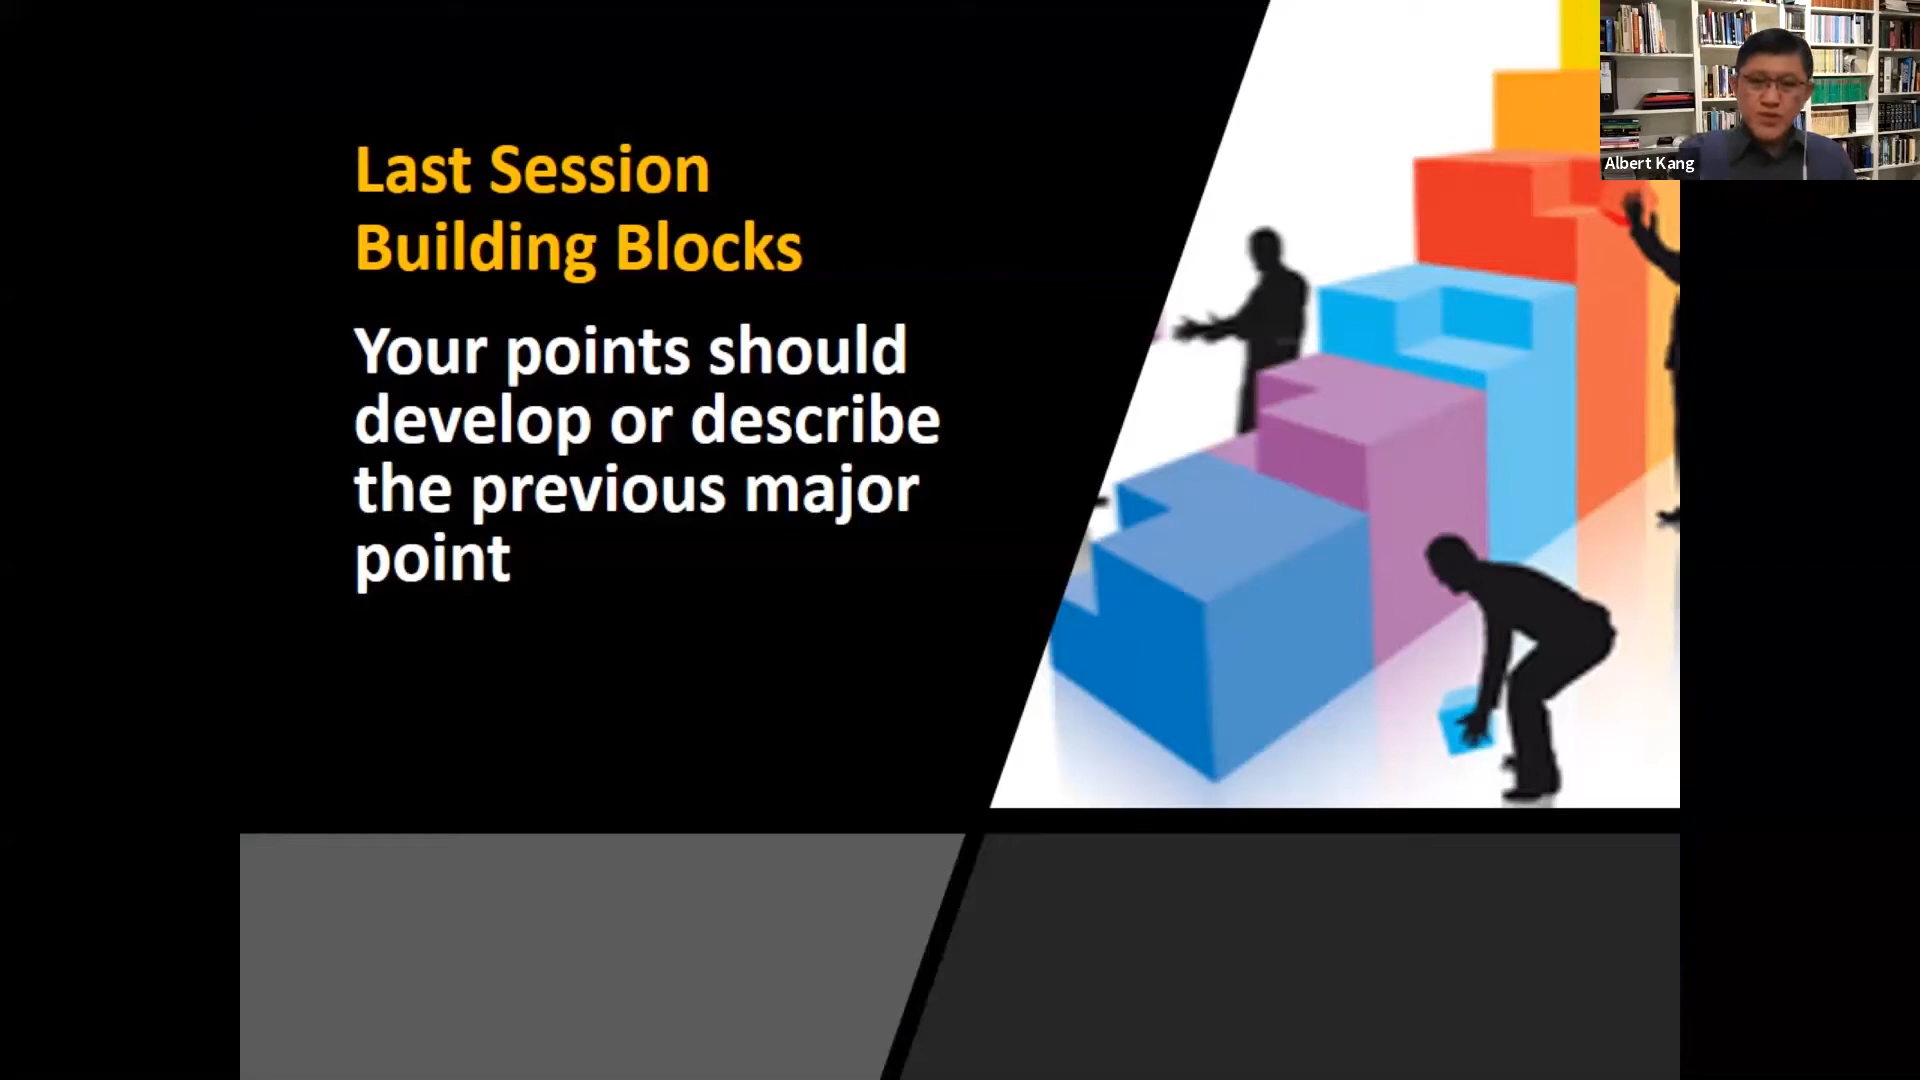 Last Session
Building Blocks
Your points should
develop or describe
the previous major
point
Albert Kang